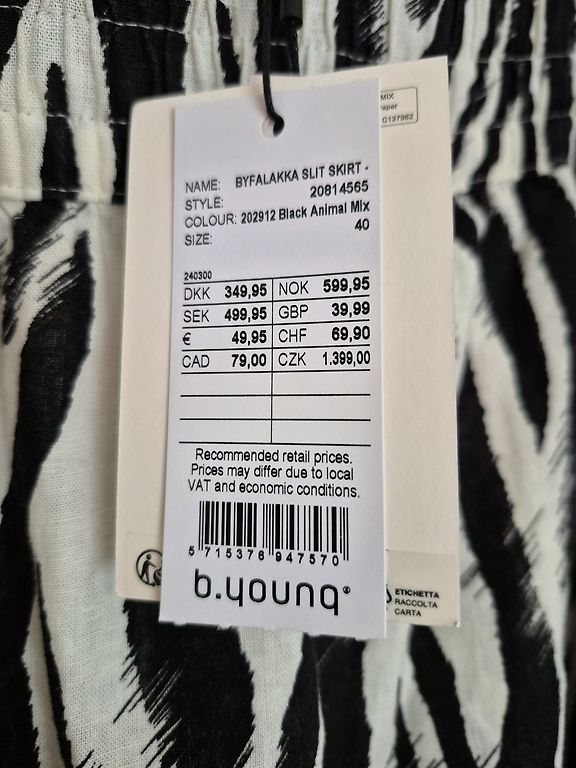 MIX
aper
C137962
NAME: BYFALAKKA SLIT SKIRT -
STYLE: 20814565
COLOUR: 202912 Black Animal Mix
SIZE: 40
240300
DKK 349,95 NOK 599,95
SEK 499,95 GBP 39,99
€ 49,95 CHF 69,90
CAD 79,00 CZK 1.399,00
Recommended retail prices.
Prices may differ due to local
VAT and economic conditions.
5 715376 947570
b.young®
ETICHETTA
RACCOLTA
CARTA